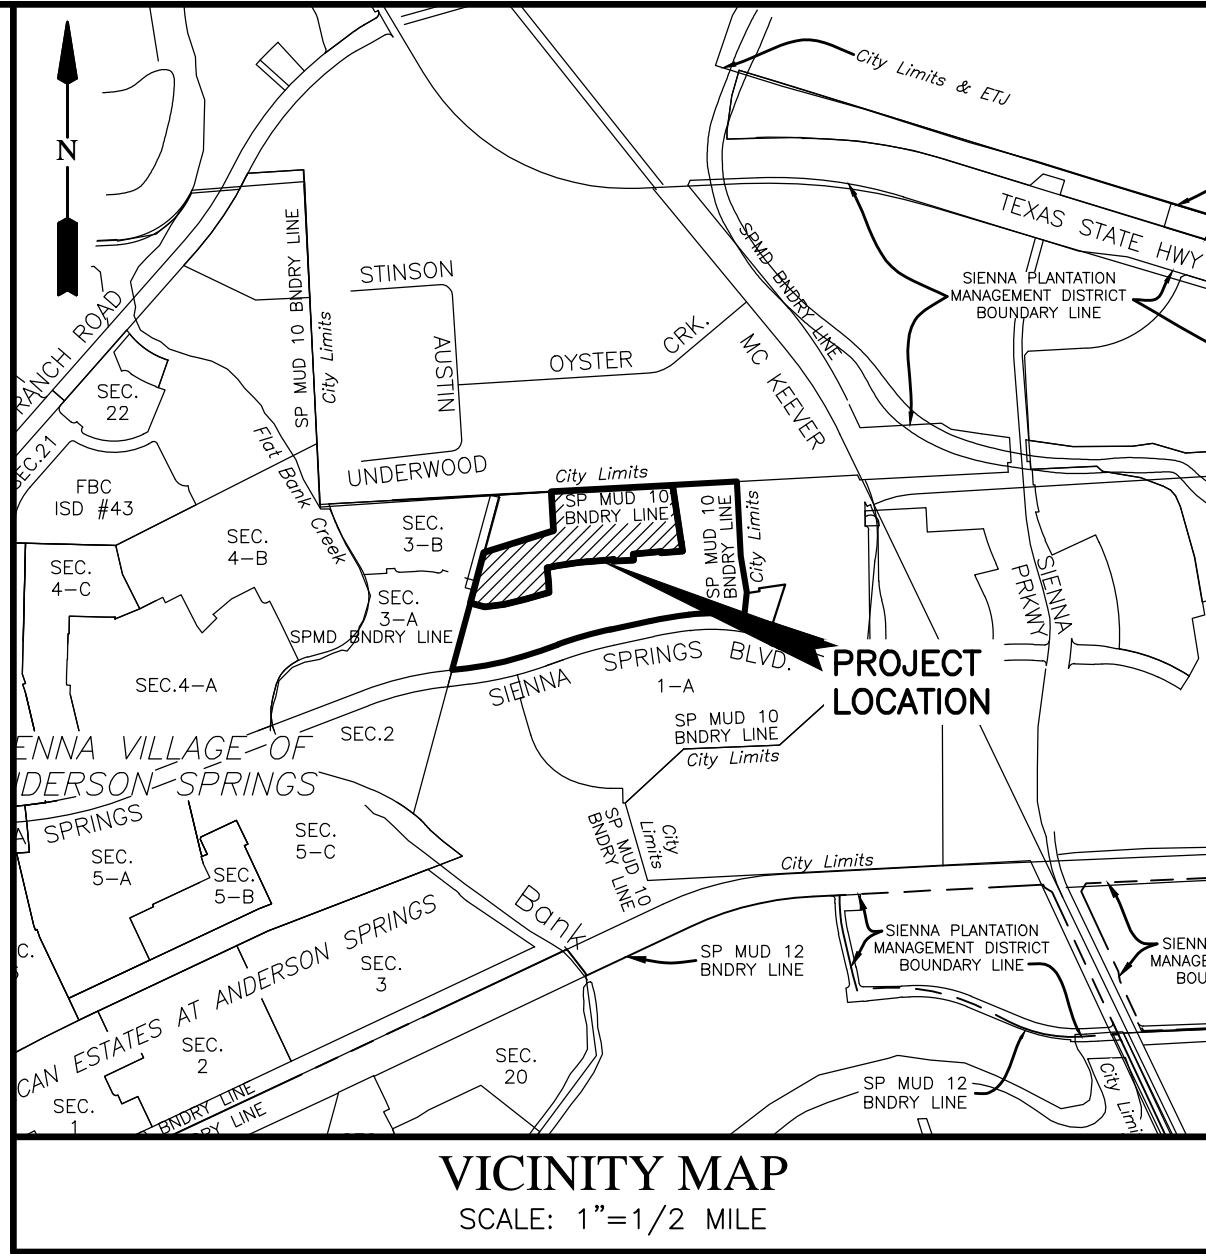 City Limits & ETJ
N
TEXAS STATE HWY
SP MUD 10 BNDRY LINE
City Limits
STINSON
AUSTIN
OYSTER CRK.
MC KEEVER
SPMD BNDRY LINE
SIENNA PLANTATION
MANAGEMENT DISTRICT
BOUNDARY LINE
RANCH ROAD
SEC.
22
SEC.21
FBC
ISD #43
Flat Bank Creek
UNDERWOOD
City Limits
SP MUD 10
BNDRY LINE
SP MUD 10
BNDRY LINE
City Limits
SEC.
3-B
SEC.
4-B
SEC.
4-C
SEC.
3-A
SPMD BNDRY LINE
SEC.4-A
SIENNA
PRKWY
PROJECT
LOCATION
SIENNA SPRINGS BLVD.
1-A
SP MUD 10
BNDRY LINE
City Limits
SEC.2
ENNA VILLAGE OF
DERSON SPRINGS
A SPRINGS
SEC.
5-A
SEC.
5-B
SEC.
5-C
SP MUD 10
BNDRY LINE
City
Limits
City Limits
Bank
SP MUD 12
BNDRY LINE
SIENNA PLANTATION
MANAGEMENT DISTRICT
BOUNDARY LINE
SIENN
MANAGE
BOU
C.
CAN ESTATES AT ANDERSON SPRINGS
SEC.
3
SEC.
2
SEC.
1
BNDRY LINE
RY LINE
SEC.
20
SP MUD 12
BNDRY LINE
City Limi
VICINITY MAP
SCALE: 1"=1/2 MILE